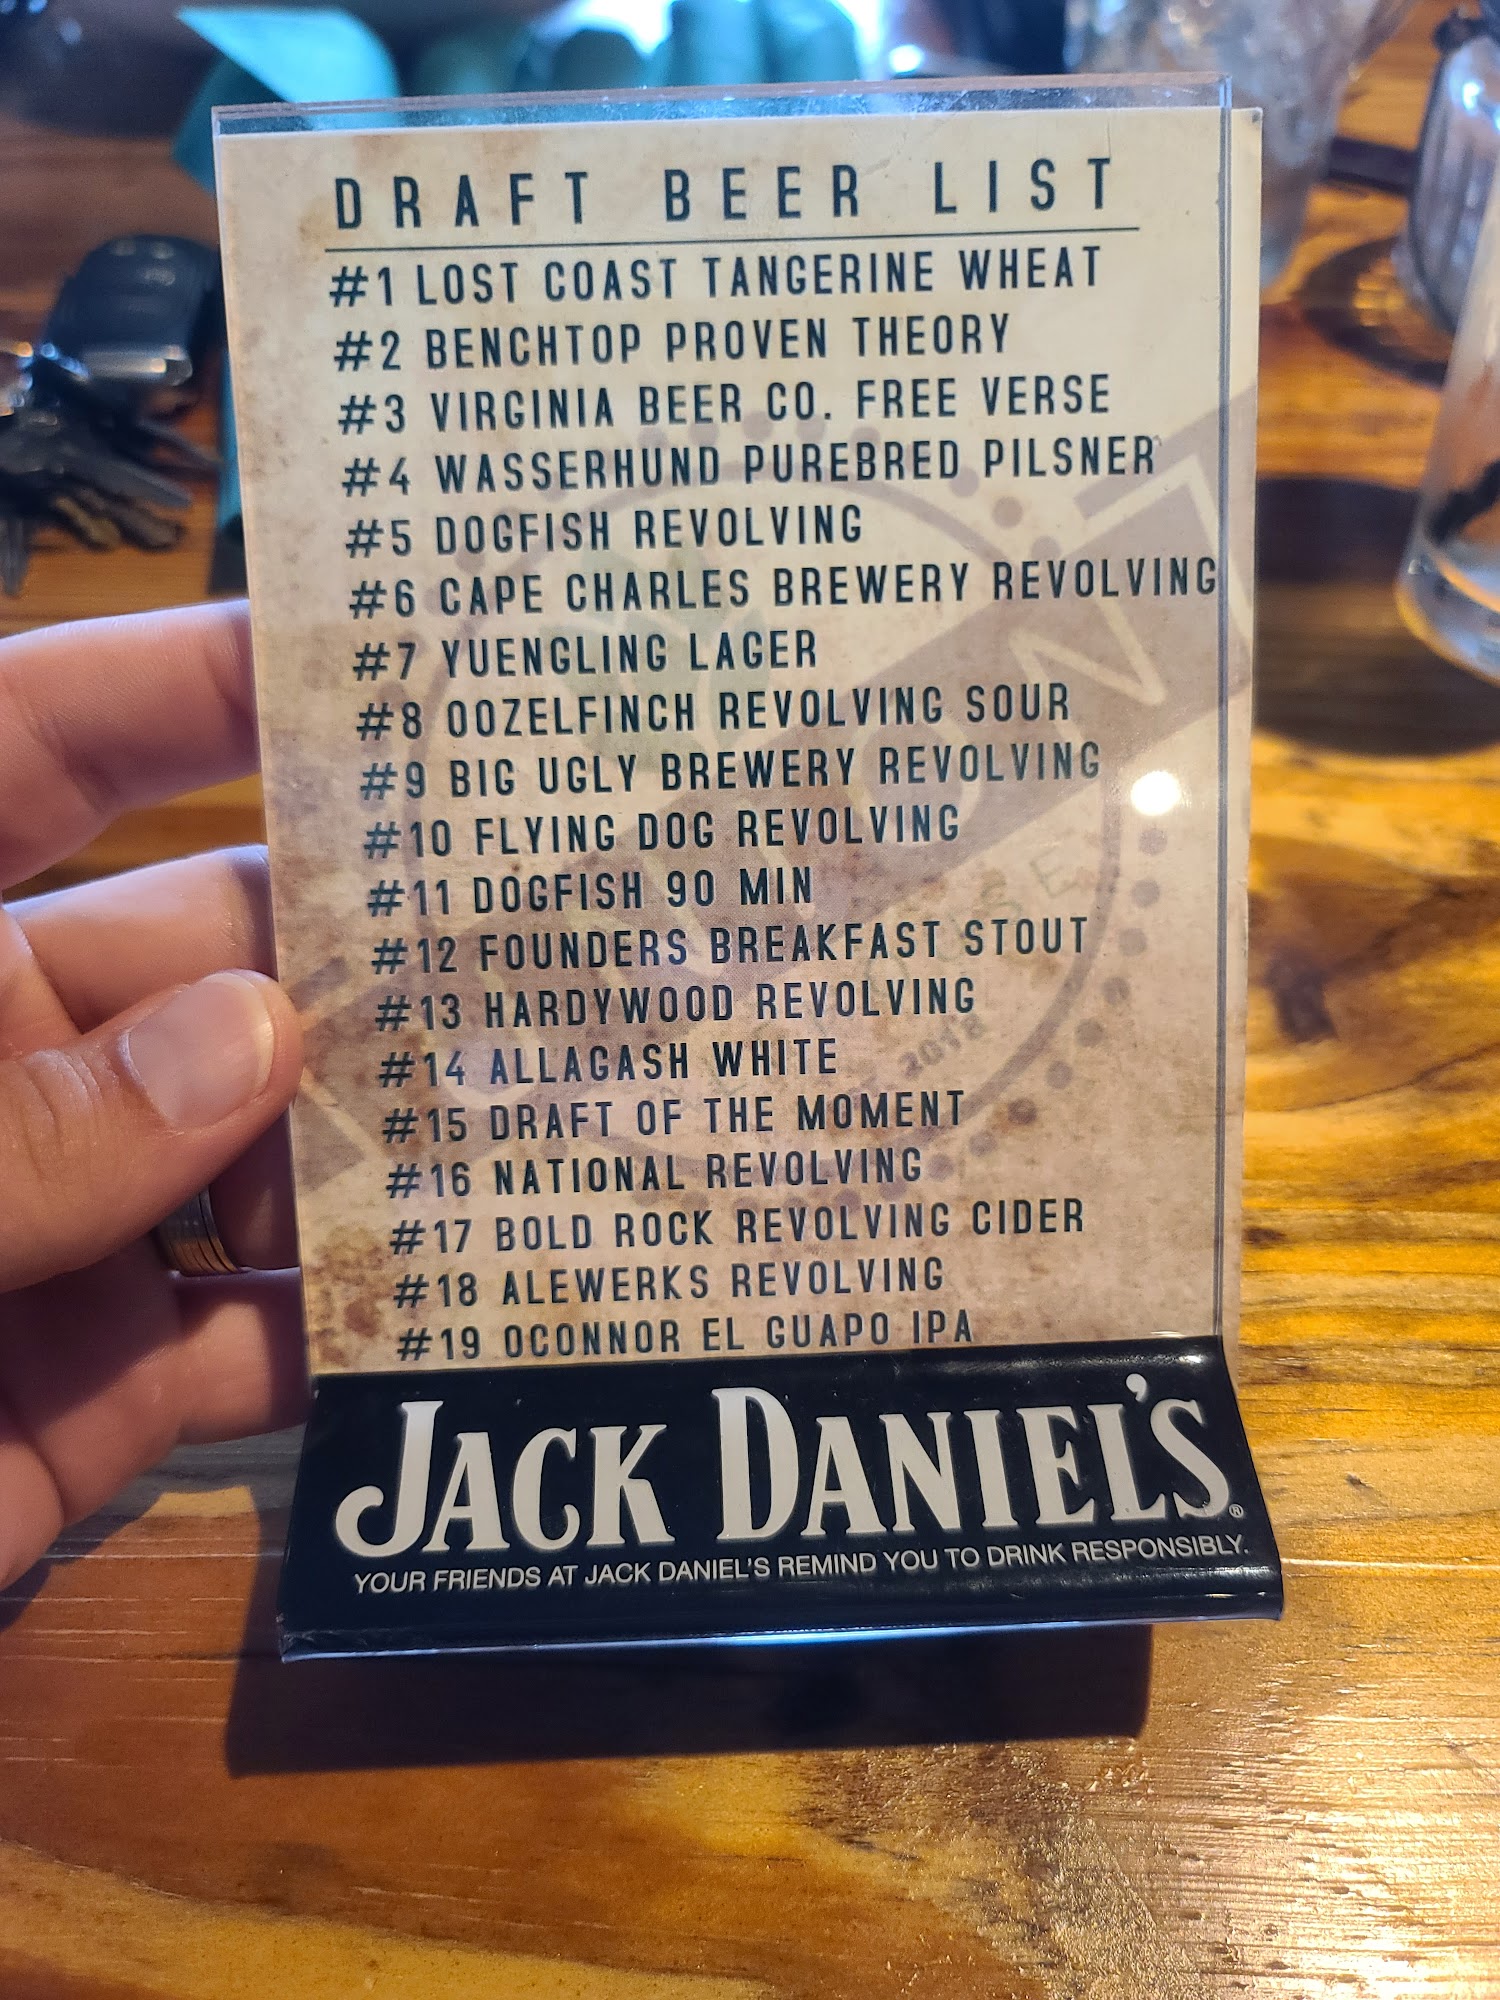 DRAFT BEER LIST
#1 LOST COAST TANGERINE WHEAT
#2 BENCHTOP PROVEN THEORY
#3 VIRGINIA BEER CO. FREE VERSE
#4 WASSERHUND PUREBRED PILSNER
#5 DOGFISH REVOLVING
#6 CAPE CHARLES BREWERY REVOLVING
#7 YUENGLING LAGER
#8 OOZELFINCH REVOLVING SOUR
#9 BIG UGLY BREWERY REVOLVING
#10 FLYING DOG REVOLVING
#11 DOGFISH 90 MIN
#12 FOUNDERS BREAKFAST STOUT
#13 HARDYWOOD REVOLVING
#14 ALLAGASH WHITE
#15 DRAFT OF THE MOMENT
#16 NATIONAL REVOLVING
#17 BOLD ROCK REVOLVING CIDER
#18 ALEWERKS REVOLVING
#19 OCONNOR EL GUAPO IPA
2018
JACK DANIEL'S®
YOUR FRIENDS AT JACK DANIEL'S REMIND YOU TO DRINK RESPONSIBLY.